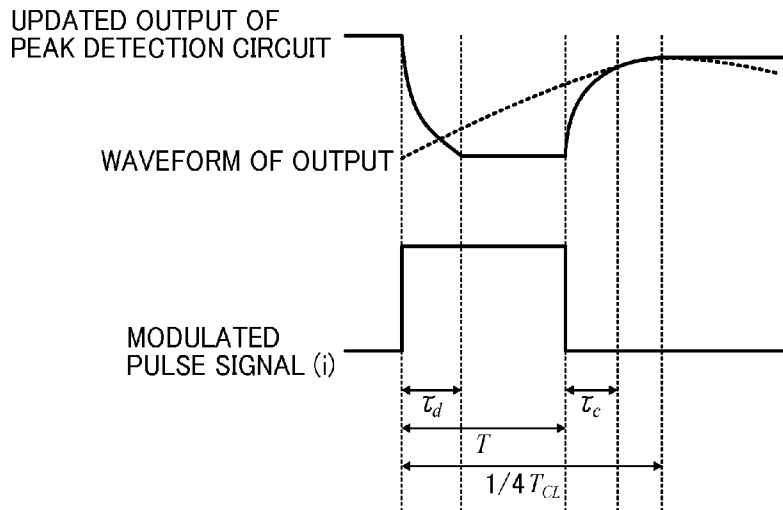 UPDATED OUTPUT OF
PEAK DETECTION CIRCUIT
WAVEFORM OF OUTPUT
MODULATED
PULSE SIGNAL (i)
τd
τc
T
1/4 TCL